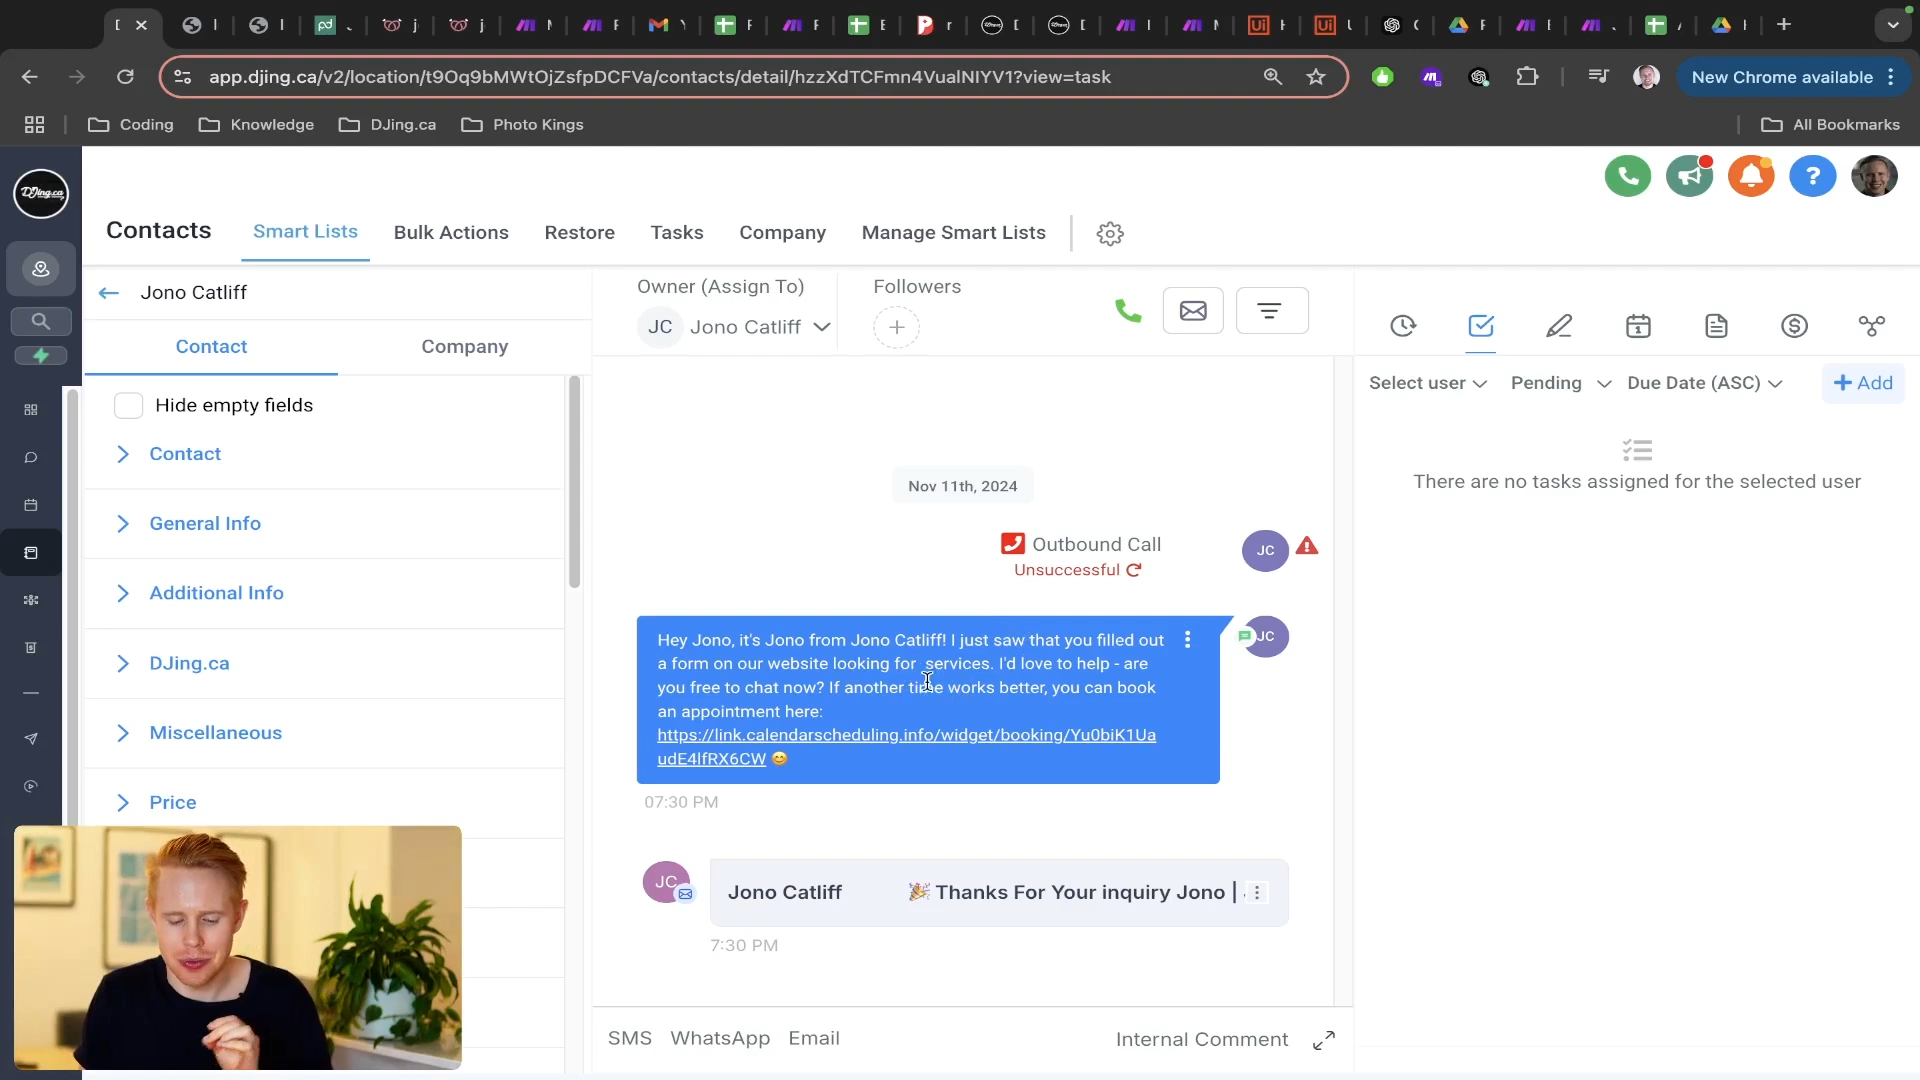 app.djing.ca/v2/location/t9Oq9bMWtOjZsfpDCFVa/contacts/detail/hzzXdTCFmn4VualNIYV1?view=task
New Chrome available
Coding
Knowledge
DJing.ca
Photo Kings
All Bookmarks
DJing.ca
Contacts
Smart Lists
Bulk Actions
Restore
Tasks
Company
Manage Smart Lists
Jono Catliff
Contact
Company
Hide empty fields
Contact
General Info
Additional Info
DJing.ca
Miscellaneous
Price
Owner (Assign To)
JC Jono Catliff
Followers
Nov 11th, 2024
Outbound Call
Unsuccessful
JC
Hey Jono, it's Jono from Jono Catliff! I just saw that you filled out
a form on our website looking for  services. I'd love to help - are
you free to chat now? If another time works better, you can book
an appointment here:
https://link.calendarscheduling.info/widget/booking/Yu0biK1Ua
udE4lfRX6CW 😊
JC
07:30 PM
JC
Jono Catliff
🎉 Thanks For Your inquiry Jono |
7:30 PM
SMS
WhatsApp
Email
Internal Comment
Select user
Pending
Due Date (ASC)
+ Add
There are no tasks assigned for the selected user